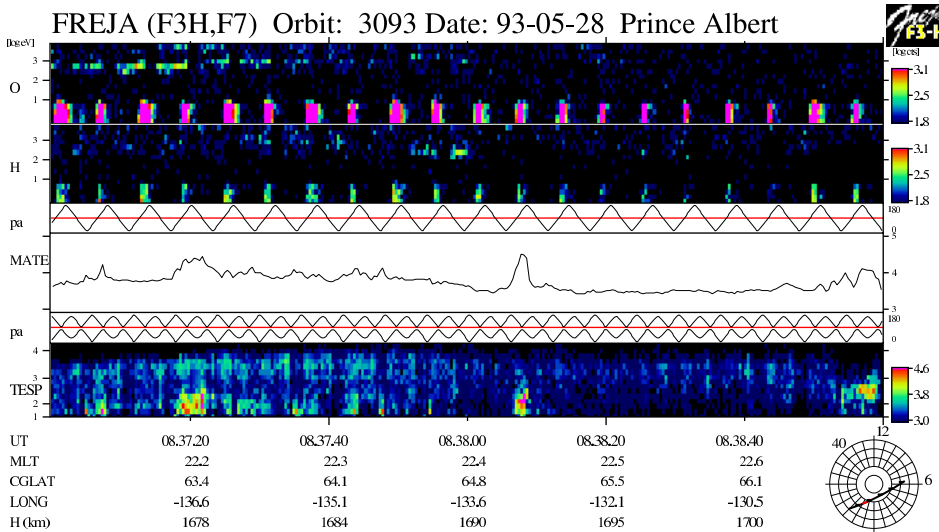 FREJA (F3H,F7) Orbit: 3093 Date: 93-05-28 Prince Albert
F3-H
[log eV]
[log cts]
O
3
2
1
3.1
2.5
1.8
H
3
2
1
3.1
2.5
1.8
pa
180
0
MATE
5
4
3
pa
180
0
TESP
4
3
2
1
4.6
3.8
3.0
UT 08.37.20 08.37.40 08.38.00 08.38.20 08.38.40
MLT 22.2 22.3 22.4 22.5 22.6
CGLAT 63.4 64.1 64.8 65.5 66.1
LONG -136.6 -135.1 -133.6 -132.1 -130.5
H (km) 1678 1684 1690 1695 1700
12
40
6